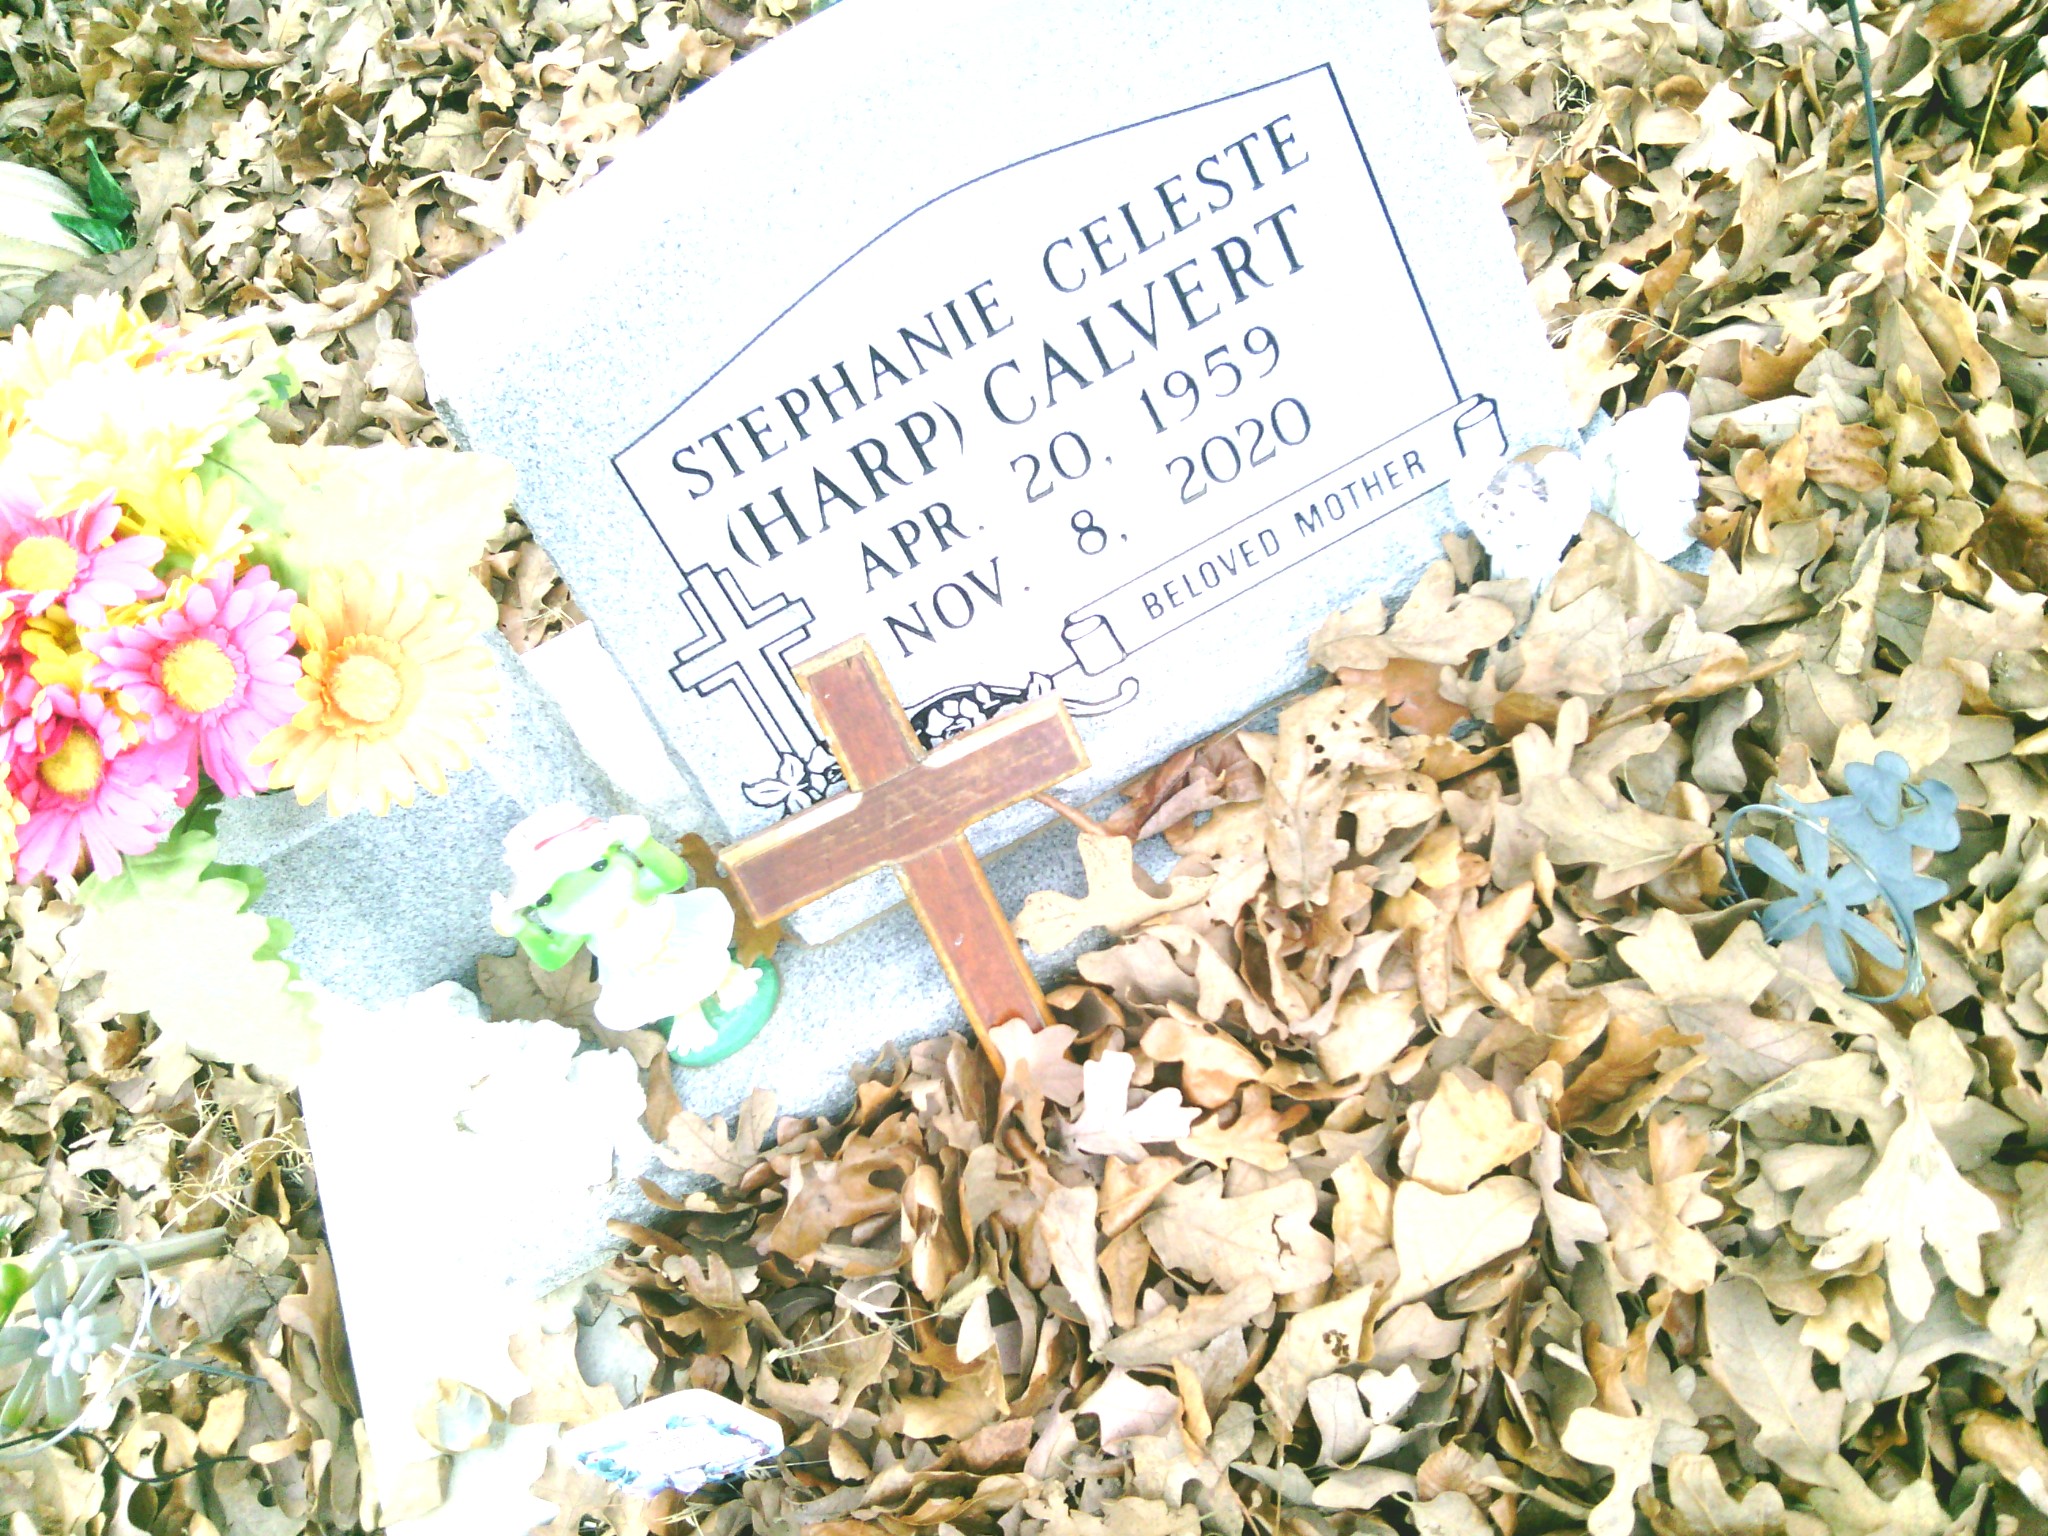 STEPHANIE CELESTE
(HARP) CALVERT
APR. 20, 1959
NOV. 8, 2020
BELOVED MOTHER